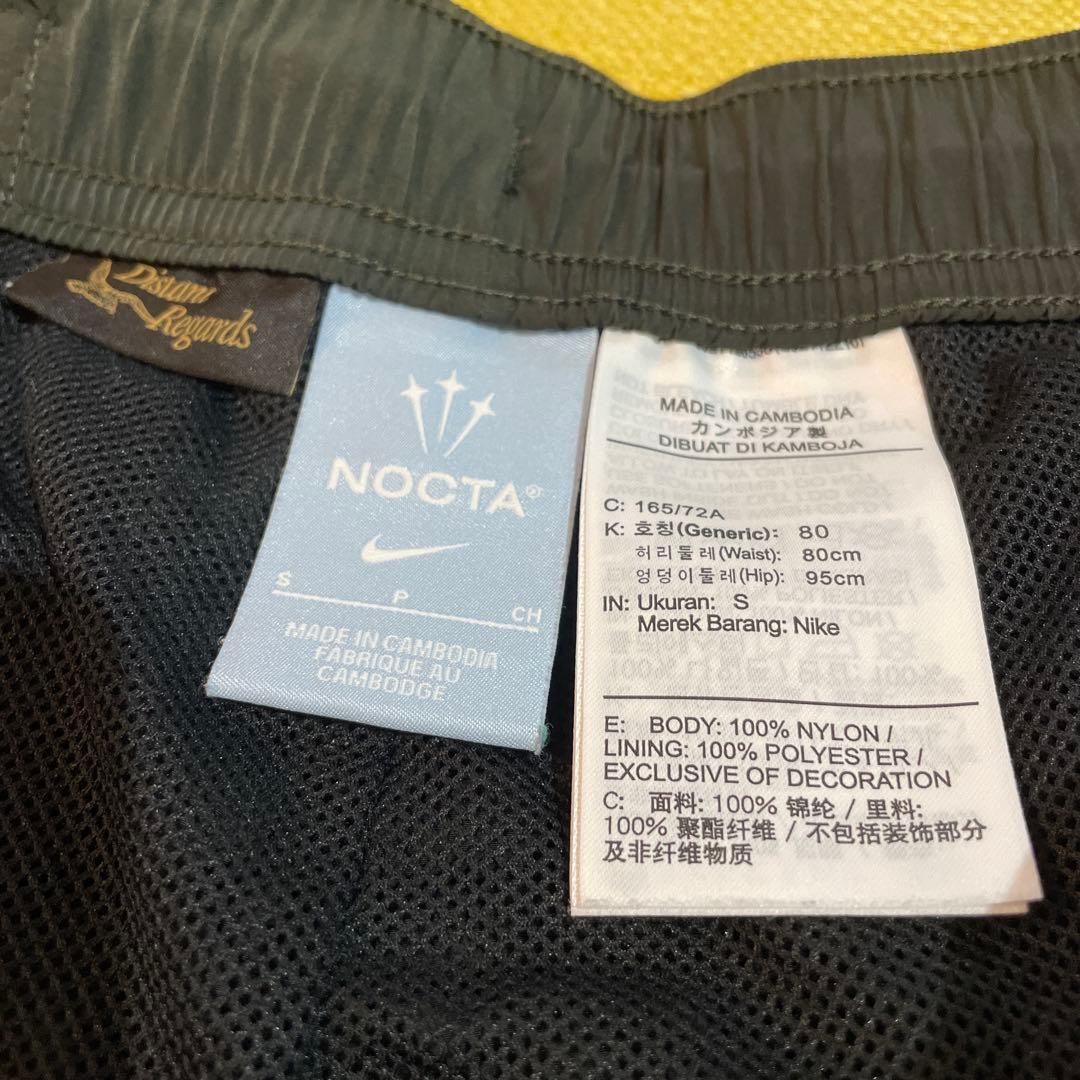 Distant
Regards
NOCTA®
S P CH
MADE IN CAMBODIA
FABRIQUE AU
CAMBODGE
MADE IN CAMBODIA
カンボジア製
DIBUAT DI KAMBOJA
C: 165/72A
K: 호칭(Generic): 80
허리둘레(Waist): 80cm
엉덩이둘레(Hip): 95cm
IN: Ukuran: S
Merek Barang: Nike
E: BODY: 100% NYLON /
LINING: 100% POLYESTER /
EXCLUSIVE OF DECORATION
C: 面料: 100% 锦纶 / 里料:
100% 聚酯纤维 / 不包括装饰部分
及非纤维物质